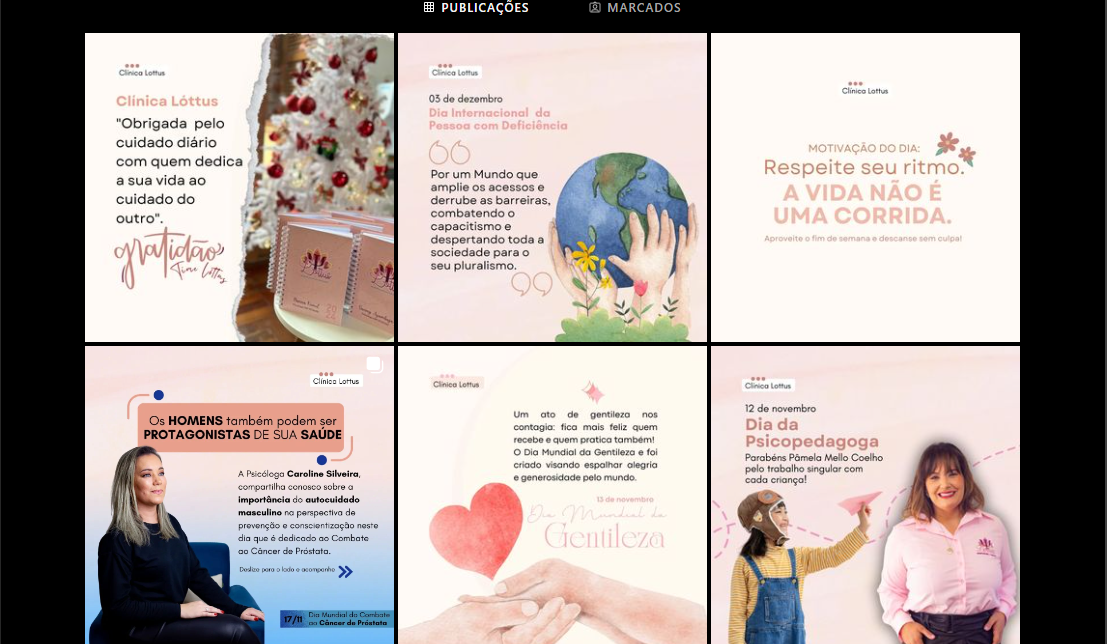 PUBLICAÇÕES
MARCADOS
Clínica Lottus
Clínica Lóttus
"Obrigada pelo
cuidado diário
com quem dedica
a sua vida ao
cuidado do
outro".
gratidão
Time Lottus
Clínica Lottus
03 de dezembro
Dia Internacional da
Pessoa com Deficiência
Por um Mundo que
amplie os acessos e
derrube as barreiras,
combatendo o
capacitismo e
despertando toda a
sociedade para o
seu pluralismo.
Clínica Lottus
MOTIVAÇÃO DO DIA:
Respeite seu ritmo.
A VIDA NÃO É
UMA CORRIDA.
Aproveite o fim de semana e descanse sem culpa!
Clínica Lottus
Os HOMENS também podem ser
PROTAGONISTAS DE SUA SAÚDE
A Psicóloga Caroline Silveira,
compartilha conosco sobre a
importância do autocuidado
masculino na perspectiva de
prevenção e conscientização neste
dia que é dedicado ao Combate
ao Câncer de Próstata.
Deslize para o lado e acompanhe
17/11
Dia Mundial do Combate
ao Câncer de Próstata
Clínica Lottus
Um ato de gentileza nos
contagia: fica mais feliz quem
recebe e quem pratica também!
O Dia Mundial da Gentileza e foi
criado visando espalhar alegria
e generosidade pelo mundo.
13 de novembro
Dia Mundial da
Gentileza
Clínica Lottus
12 de novembro
Dia da
Psicopedagoga
Parabéns Pâmela Mello Coelho
pelo trabalho singular com
cada criança!